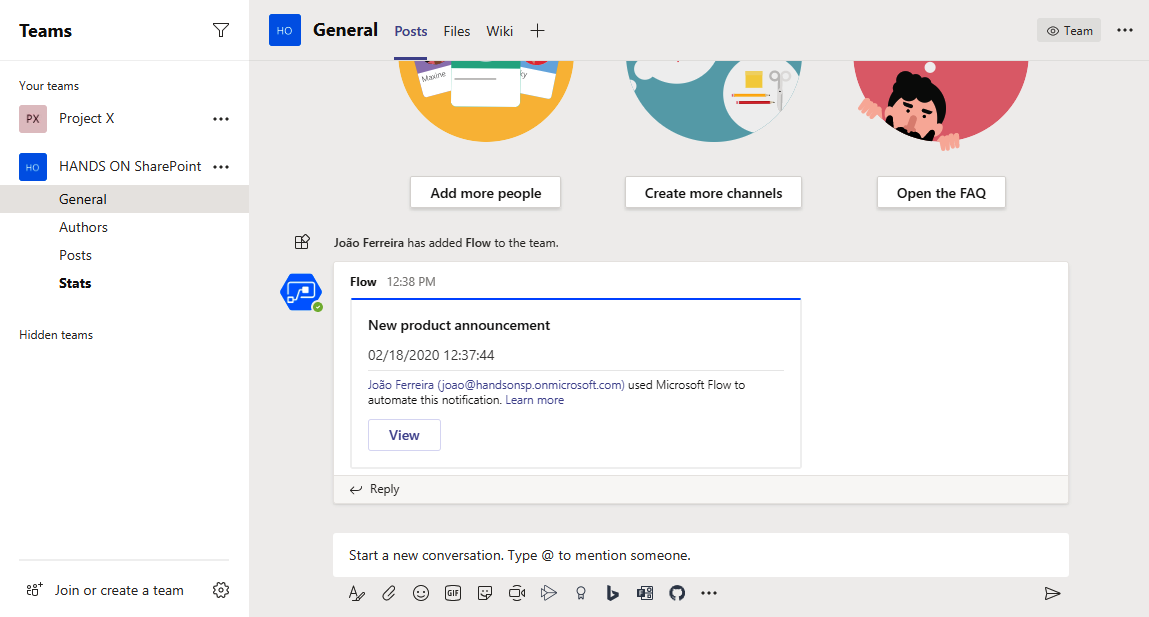 Teams
Your teams
PX
Project X
HO
HANDS ON SharePoint
General
Authors
Posts
Stats
Hidden teams
Join or create a team
HO
General
Posts
Files
Wiki
Team
Maxine
Add more people
Create more channels
Open the FAQ
João Ferreira has added Flow to the team.
Flow 12:38 PM
New product announcement
02/18/2020 12:37:44
João Ferreira (joao@handsonsp.onmicrosoft.com) used Microsoft Flow to
automate this notification. Learn more
View
Reply
Start a new conversation. Type @ to mention someone.
GIF